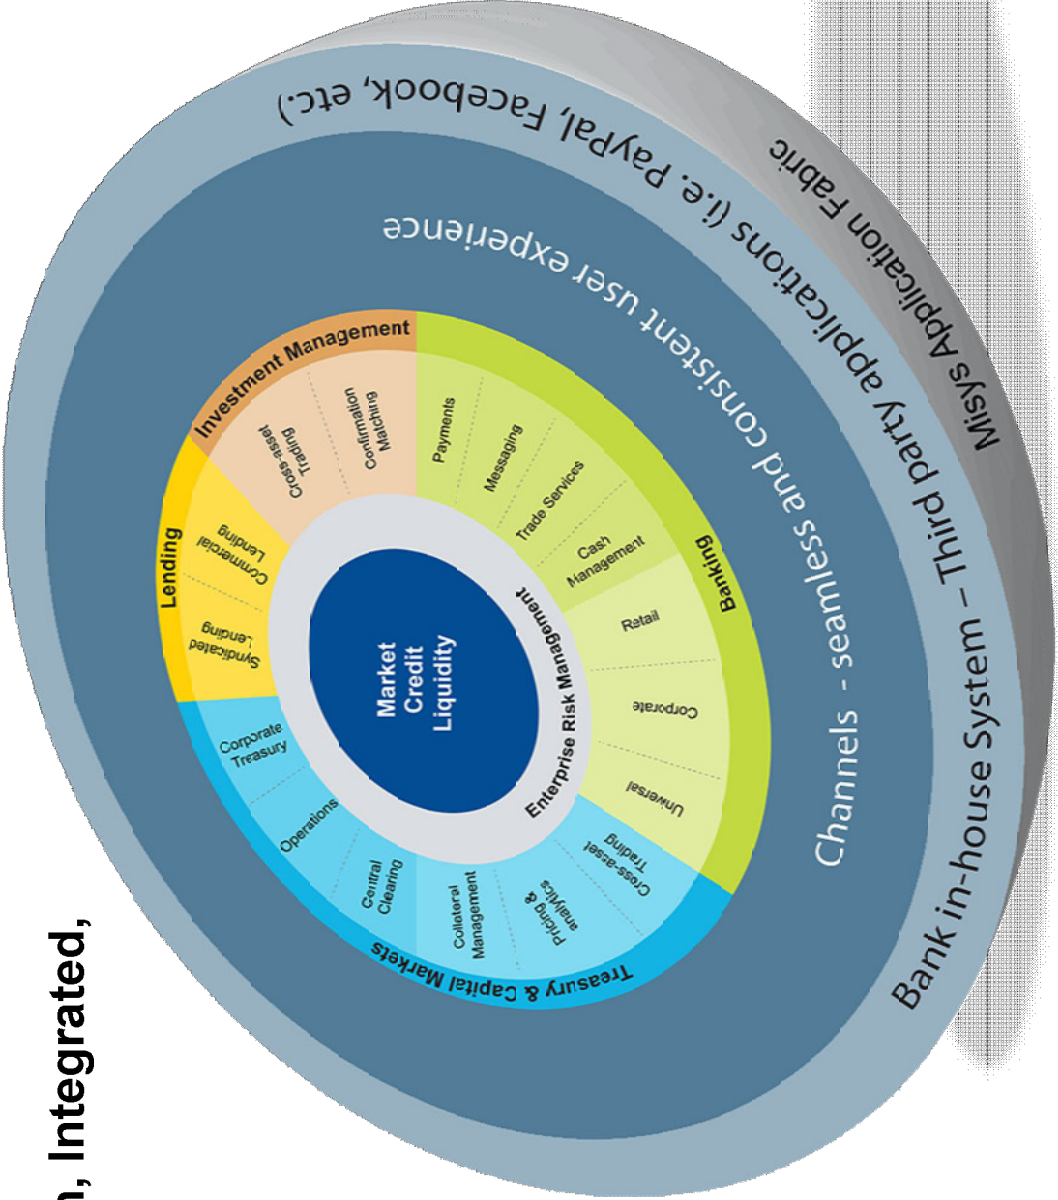 , Integrated,
Misys Application Fabric
Bank in-house System – Third party applications (i.e. PayPal, Facebook, etc.)
Channels - seamless and consistent user experience
Investment Management
Cross-asset
Trading
Confirmation
Matching
Banking
Payments
Messaging
Trade Services
Cash
Management
Retail
Corporate
Universal
Treasury & Capital Markets
Cross-asset
Trading
Pricing &
analytics
Collateral
Management
Central
Clearing
Operations
Corporate
Treasury
Lending
Syndicated
Lending
Commercial
Lending
Enterprise Risk Management
Market
Credit
Liquidity